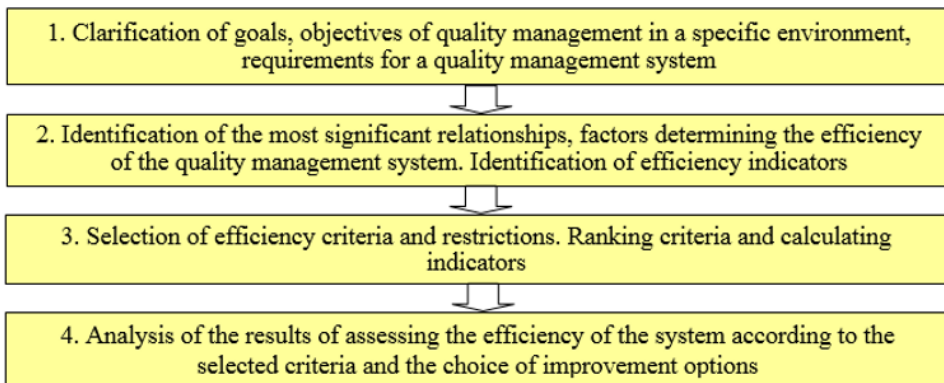 1. Clarification of goals, objectives of quality management in a specific environment,
requirements for a quality management system
2. Identification of the most significant relationships, factors determining the efficiency
of the quality management system. Identification of efficiency indicators
3. Selection of efficiency criteria and restrictions. Ranking criteria and calculating
indicators
4. Analysis of the results of assessing the efficiency of the system according to the
selected criteria and the choice of improvement options